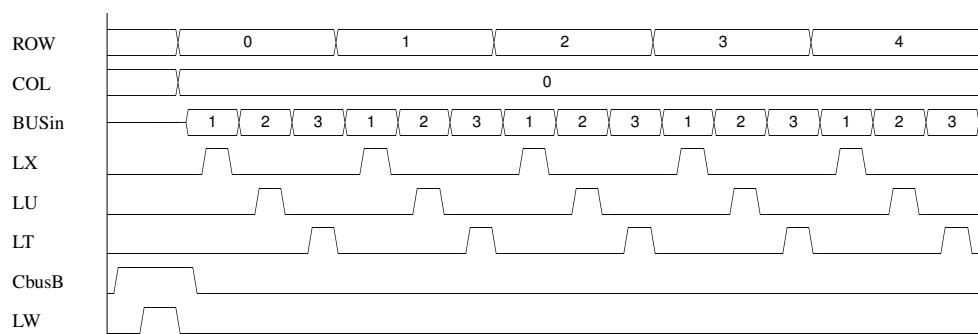 ROW 0 1 2 3 4
COL 0
BUSin 1 2 3 1 2 3 1 2 3 1 2 3 1 2 3
LX
LU
LT
CbusB
LW